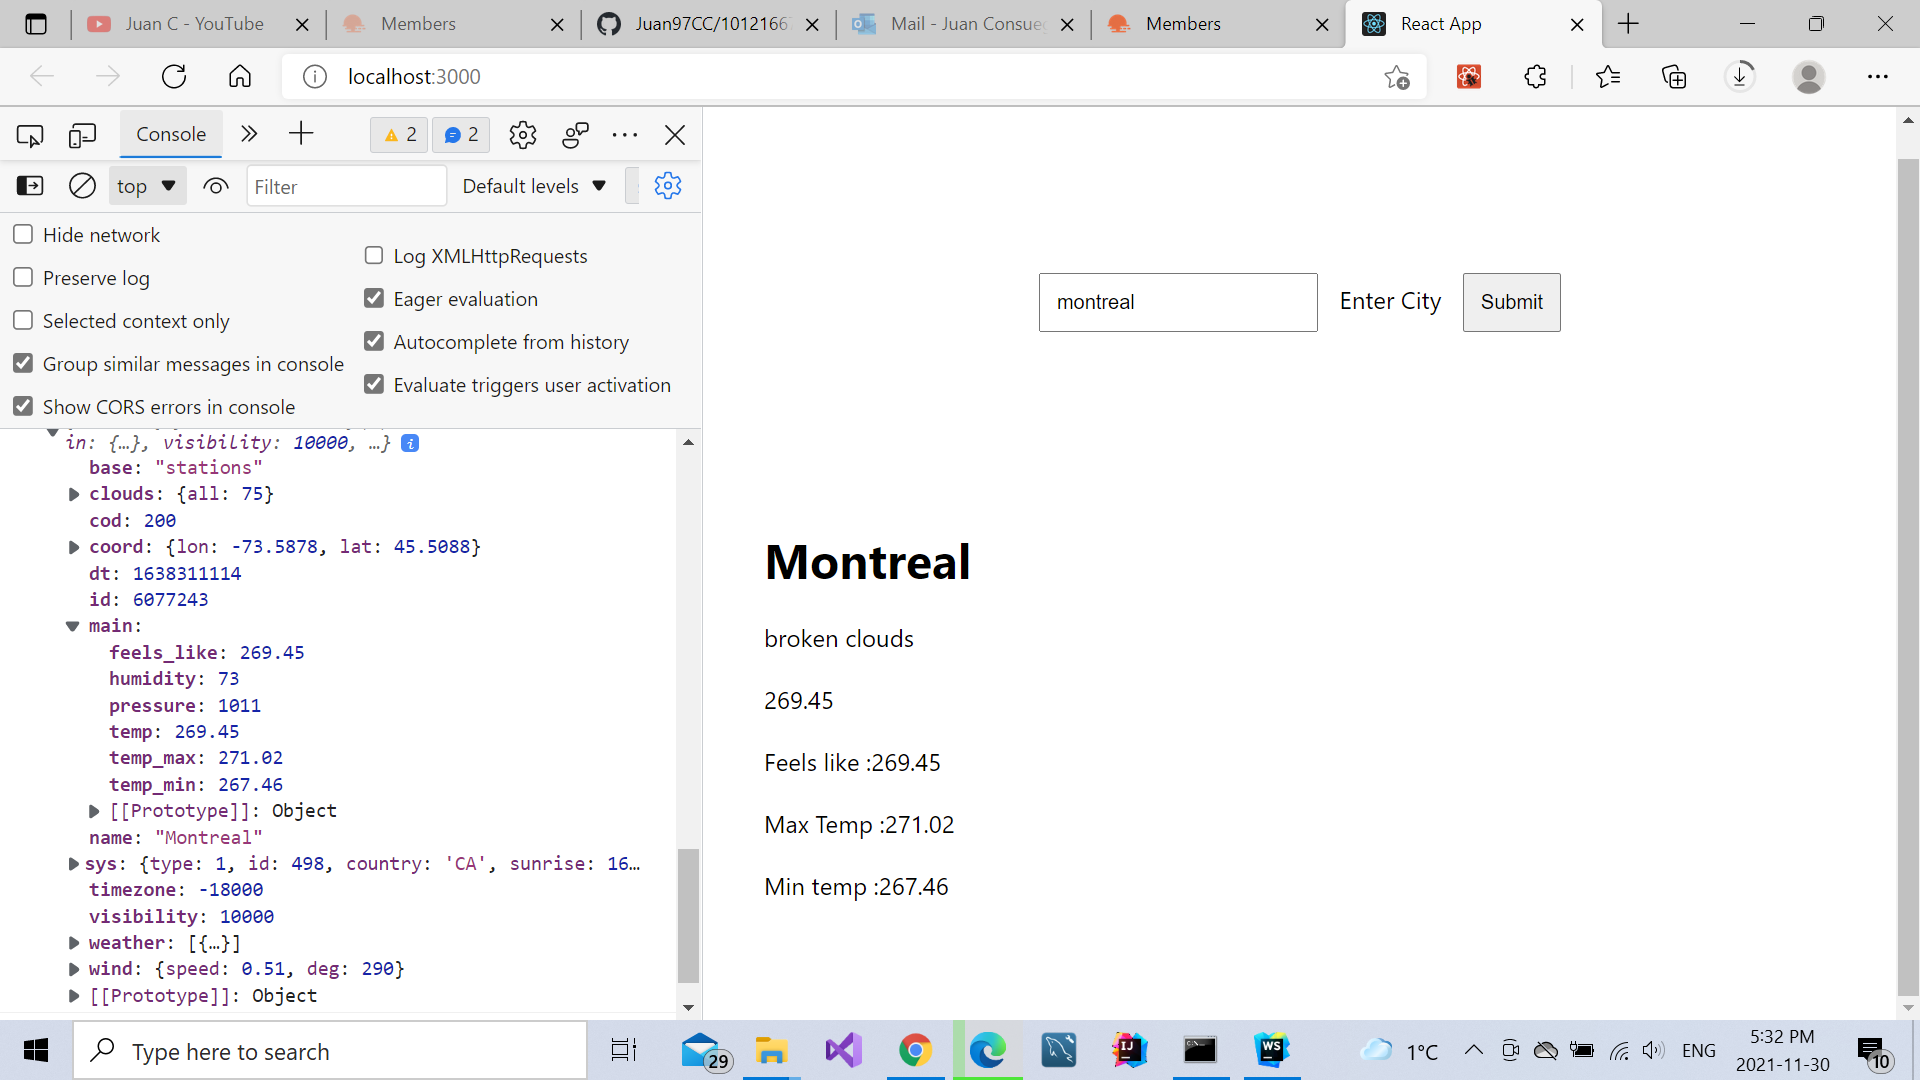 Juan C - YouTube
Members
Juan97CC/10121667
Mail - Juan Consueg
Members
React App
localhost:3000
Console
2
2
top
Filter
Default levels
Hide network
Preserve log
Selected context only
Group similar messages in console
Show CORS errors in console
Log XMLHttpRequests
Eager evaluation
Autocomplete from history
Evaluate triggers user activation
in: {…}, visibility: 10000, …}
base: "stations"
clouds: {all: 75}
cod: 200
coord: {lon: -73.5878, lat: 45.5088}
dt: 1638311114
id: 6077243
main:
feels_like: 269.45
humidity: 73
pressure: 1011
temp: 269.45
temp_max: 271.02
temp_min: 267.46
[[Prototype]]: Object
name: "Montreal"
sys: {type: 1, id: 498, country: 'CA', sunrise: 16…
timezone: -18000
visibility: 10000
weather: [{…}]
wind: {speed: 0.51, deg: 290}
[[Prototype]]: Object
montreal
Enter City
Submit
Montreal
broken clouds
269.45
Feels like :269.45
Max Temp :271.02
Min temp :267.46
Type here to search
29
IJ
WS
1°C
ENG
5:32 PM
2021-11-30
10